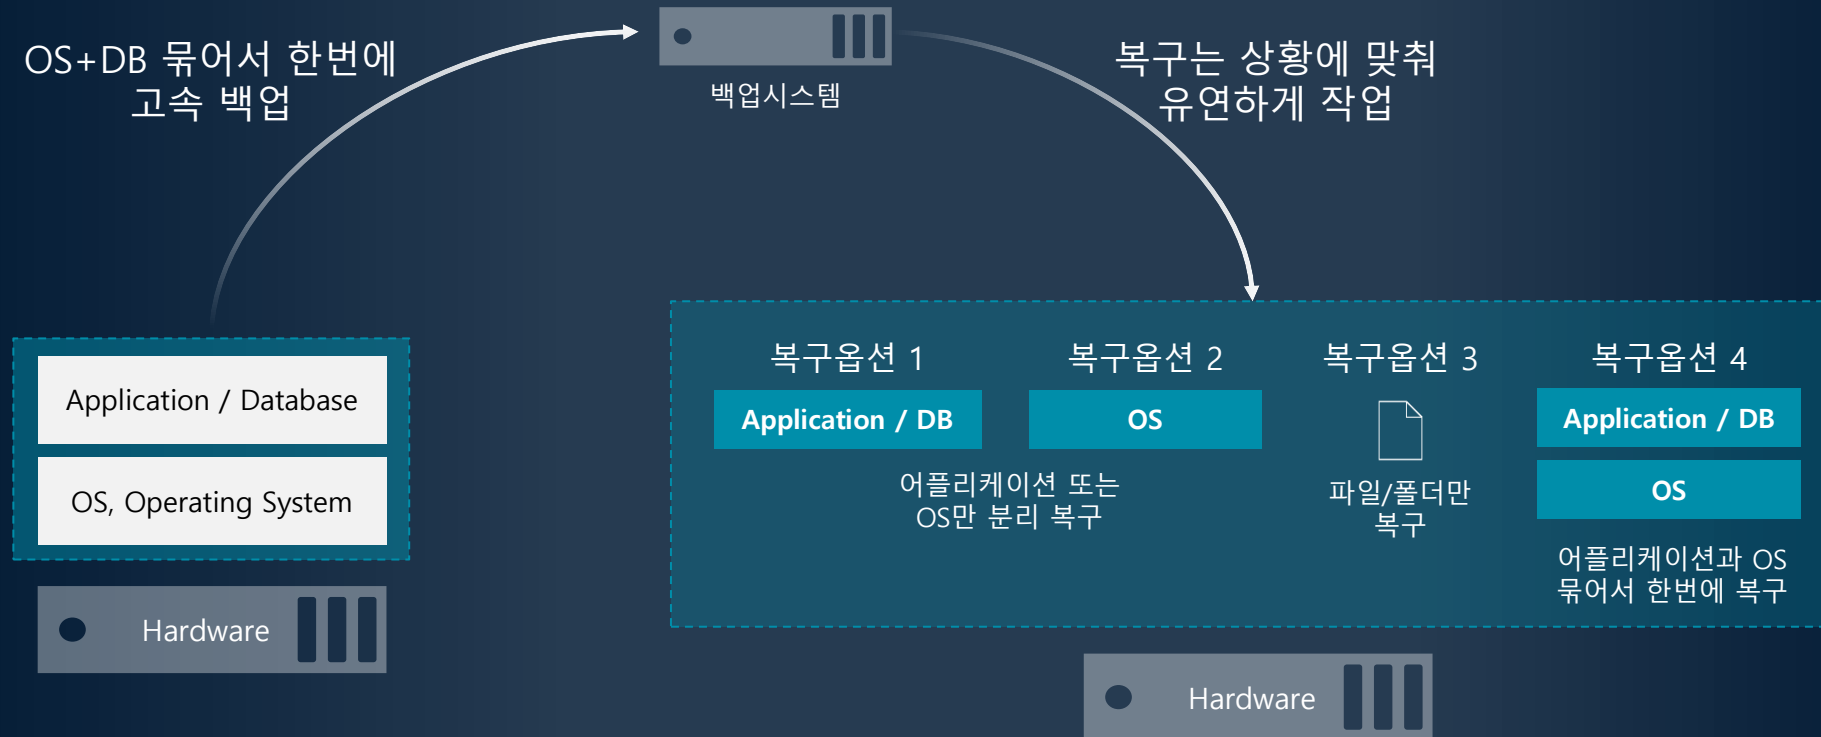 OS+DB 묶어서 한번에
고속 백업
백업시스템
복구는 상황에 맞춰
유연하게 작업
Application / Database
OS, Operating System
Hardware
복구옵션 1
Application / DB
복구옵션 2
OS
어플리케이션 또는
OS만 분리 복구
복구옵션 3
파일/폴더만
복구
복구옵션 4
Application / DB
OS
어플리케이션과 OS
묶어서 한번에 복구
Hardware